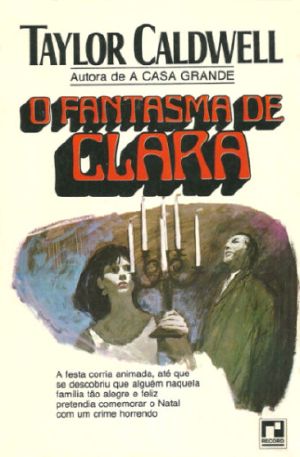 TAYLOR CALDWELL
Autora de A CASA GRANDE
O FANTASMA DE
CLARA
A festa corria animada, até que
se descobriu que alguém naquela
família tão alegre e feliz
pretendia comemorar o Natal
com um crime horrendo
RECORD